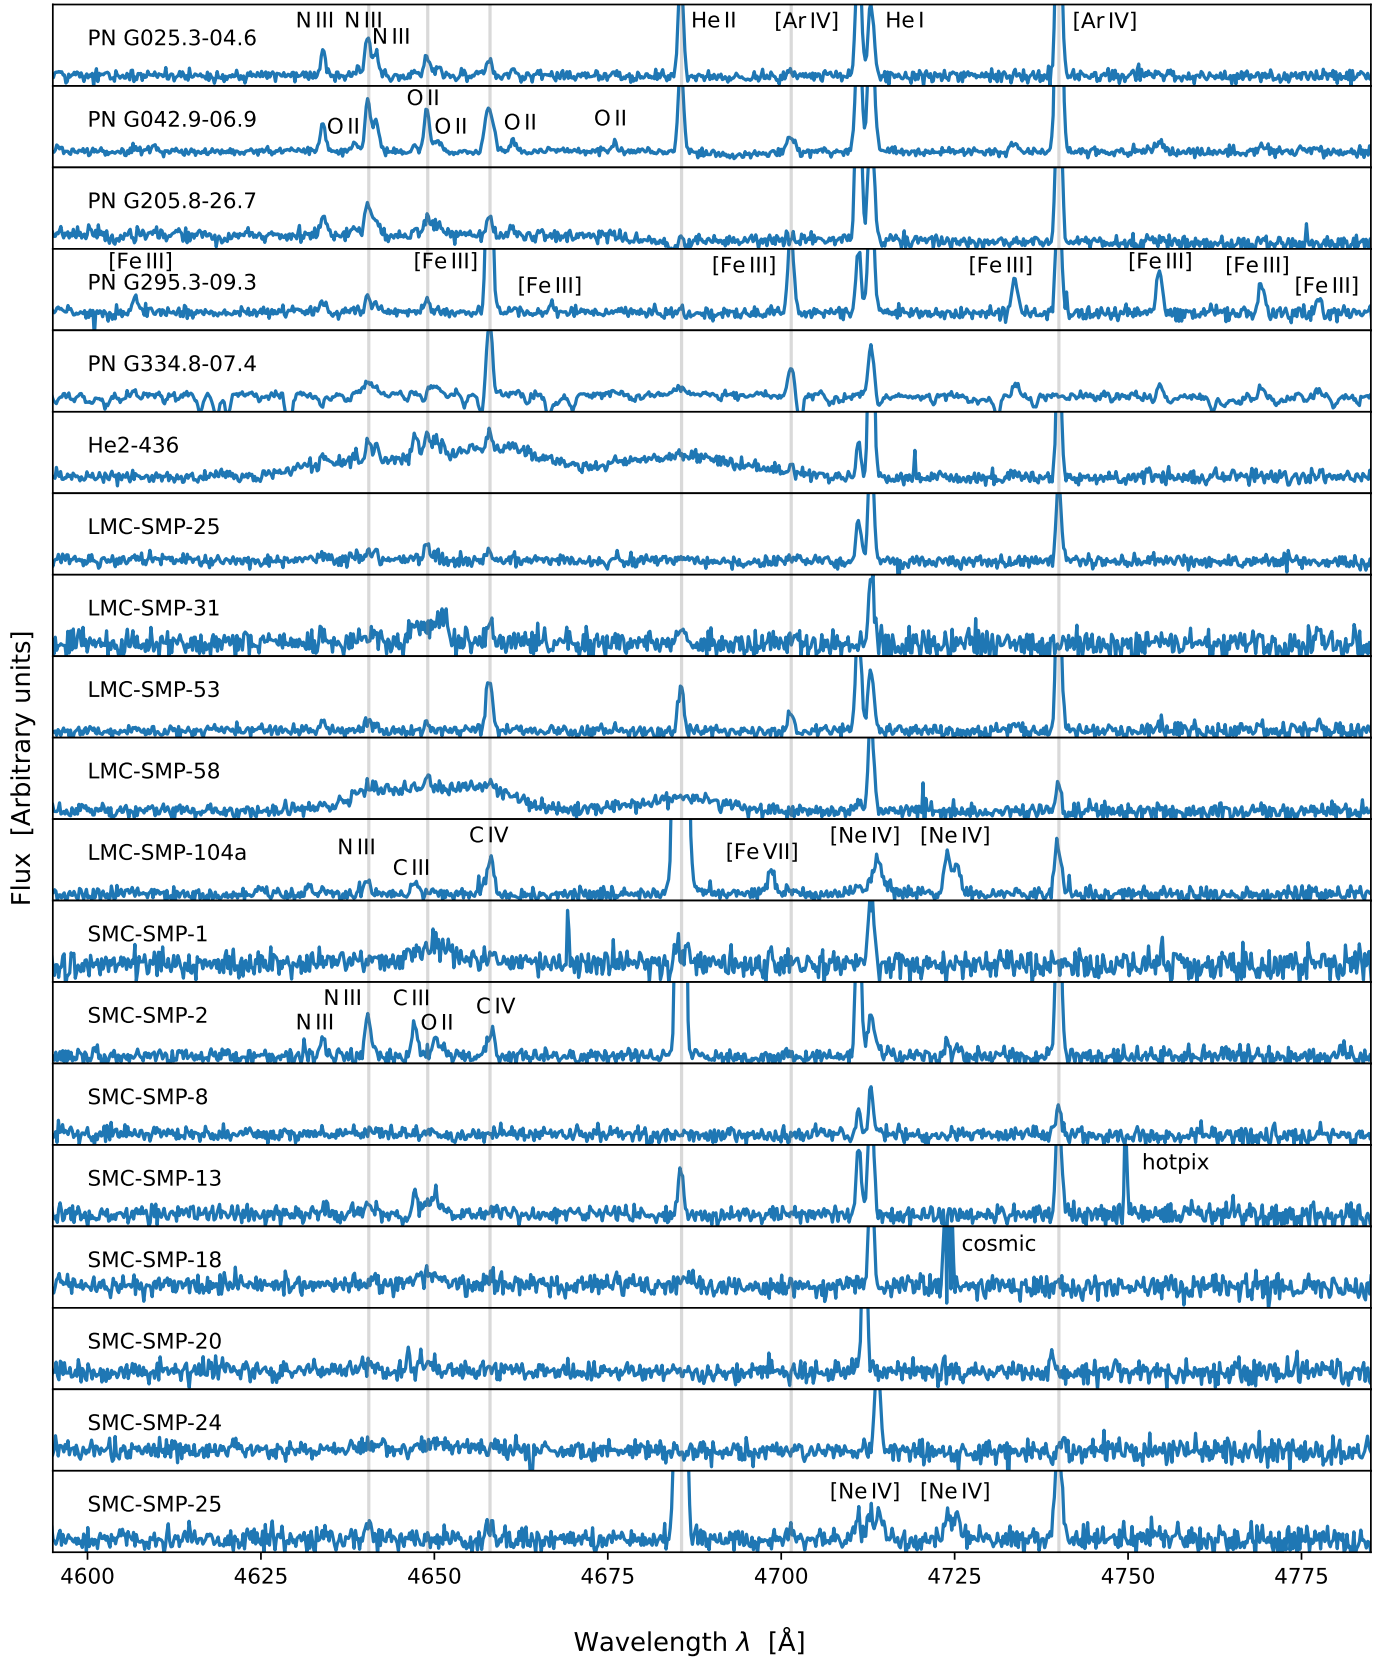 N III N III He II [Ar IV] He I [Ar IV]
PN G025.3-04.6 N III
O II
PN G042.9-06.9 O II O II O II O II
PN G205.8-26.7
[Fe III] [Fe III] [Fe III] [Fe III] [Fe III] [Fe III]
PN G295.3-09.3 [Fe III] [Fe III]
PN G334.8-07.4
He2-436
LMC-SMP-25
LMC-SMP-31
LMC-SMP-53
LMC-SMP-58
C IV [Ne IV] [Ne IV]
LMC-SMP-104a N III C III [Fe VII]
SMC-SMP-1
N III C III C IV
SMC-SMP-2 N III O II
SMC-SMP-8
hotpix
SMC-SMP-13
cosmic
SMC-SMP-18
SMC-SMP-20
SMC-SMP-24
[Ne IV] [Ne IV]
SMC-SMP-25
4600 4625 4650 4675 4700 4725 4750 4775
Wavelength λ [Å]
Flux [Arbitrary units]